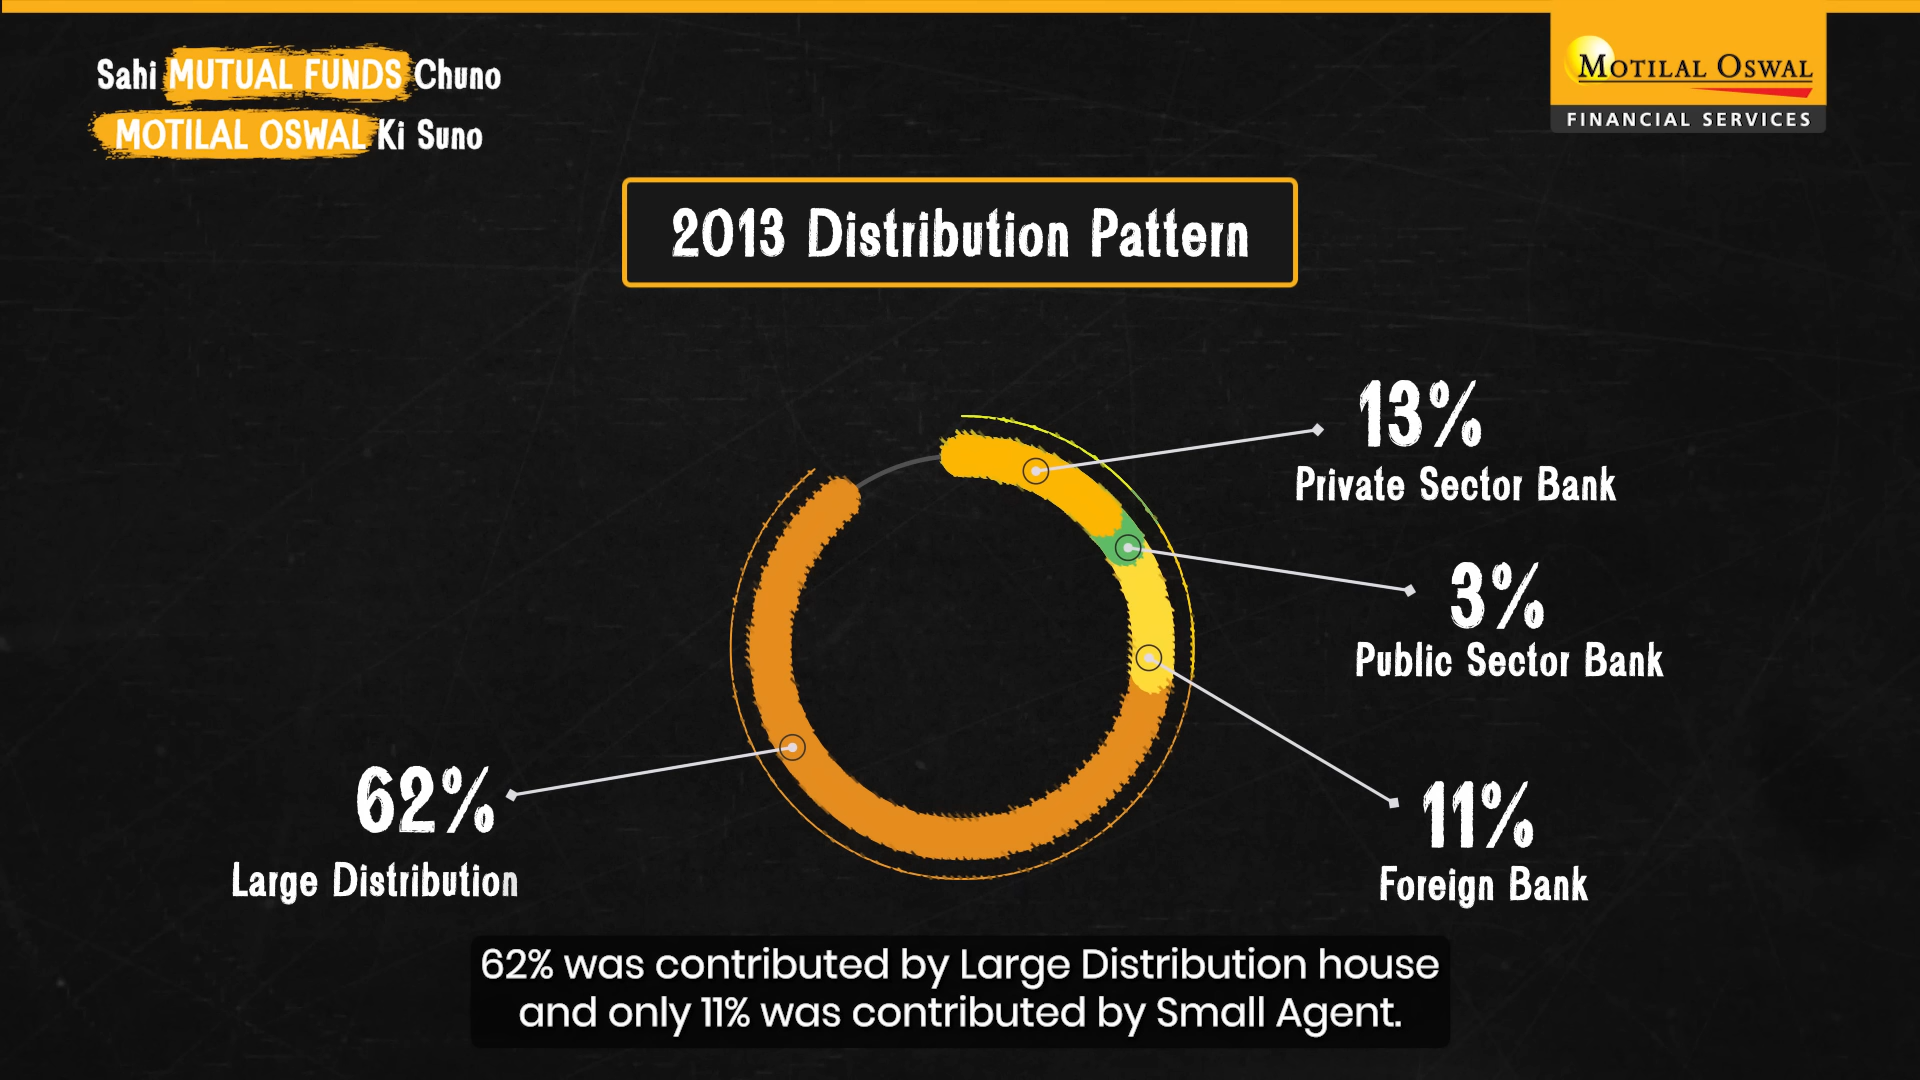 Sahi MUTUAL FUNDS Chuno
MOTILAL OSWAL Ki Suno
MOTILAL OSWAL
FINANCIAL SERVICES
2013 Distribution Pattern
13%
Private Sector Bank
3%
Public Sector Bank
62%
Large Distribution
11%
Foreign Bank
62% was contributed by Large Distribution house
and only 11% was contributed by Small Agent.